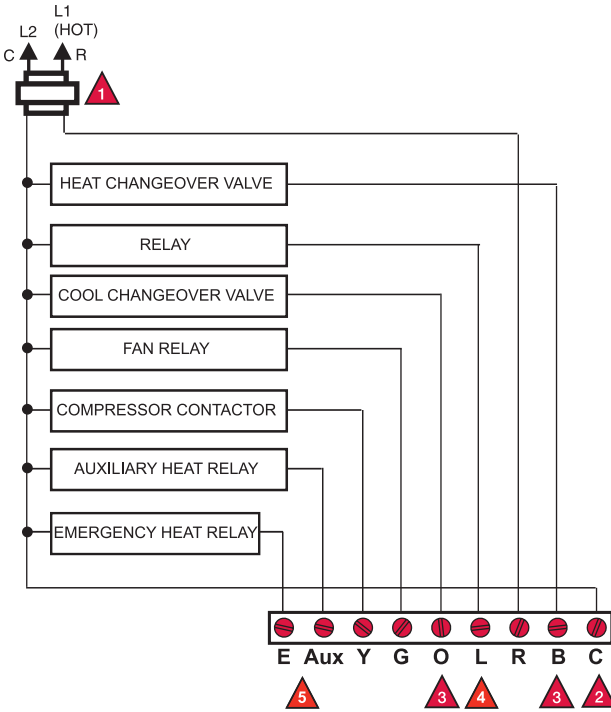 L1
L2 (HOT)
C R
1
HEAT CHANGEOVER VALVE
RELAY
COOL CHANGEOVER VALVE
FAN RELAY
COMPRESSOR CONTACTOR
AUXILIARY HEAT RELAY
EMERGENCY HEAT RELAY
E Aux Y G O L R B C
5 3 4 3 2